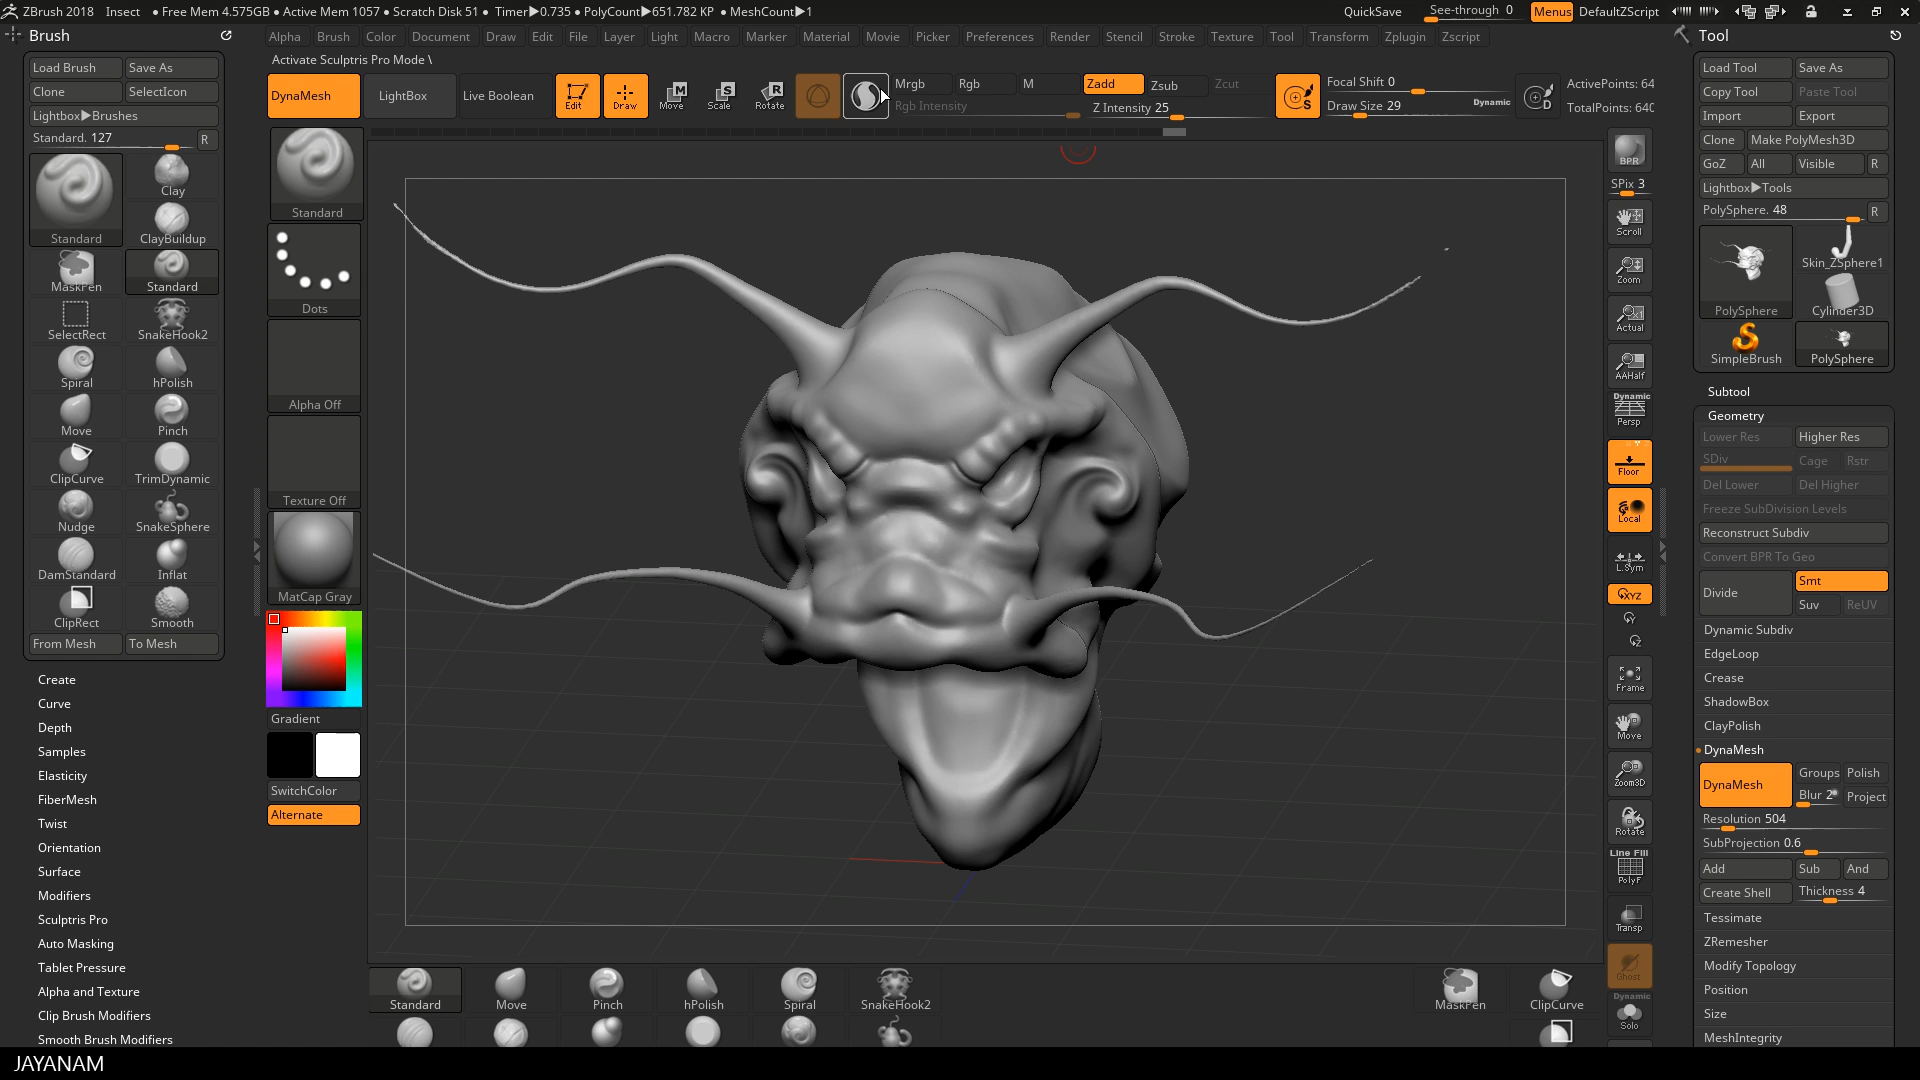 ZBrush 2018 Insect • Free Mem 4.575GB • Active Mem 1057 • Scratch Disk 51 • Timer▶0.735 • PolyCount▶651.782 KP • MeshCount▶1 QuickSave See-through 0 Menus DefaultZScript
Brush
Alpha Brush Color Document Draw Edit File Layer Light Macro Marker Material Movie Picker Preferences Render Stencil Stroke Texture Tool Transform Zplugin Zscript
Tool
Activate Sculptris Pro Mode \
Load Brush Save As
Clone SelectIcon
Lightbox▶Brushes
Standard. 127 R
Standard
Clay
ClayBuildup
MaskPen
Standard
SelectRect
SnakeHook2
Spiral
hPolish
Move
Pinch
ClipCurve
TrimDynamic
Nudge
SnakeSphere
DamStandard
Inflat
ClipRect
Smooth
From Mesh To Mesh
Create
Curve
Depth
Samples
Elasticity
FiberMesh
Twist
Orientation
Surface
Modifiers
Sculptris Pro
Auto Masking
Tablet Pressure
Alpha and Texture
Clip Brush Modifiers
Smooth Brush Modifiers
JAYANAM
DynaMesh LightBox Live Boolean Edit Draw Move Scale Rotate
Mrgb Rgb M
Rgb Intensity
Zadd Zsub Zcut
Z Intensity 25
Focal Shift 0
Draw Size 29 Dynamic
ActivePoints: 64
TotalPoints: 640
S
D
Standard
Dots
Alpha Off
Texture Off
MatCap Gray
Gradient
SwitchColor
Alternate
Standard
Move
Pinch
hPolish
Spiral
SnakeHook2
MaskPen
ClipCurve
BPR
SPix 3
Scroll
Zoom
Actual
AAHalf
Dynamic
Persp
Floor
Local
L.Sym
XYZ
Y
Z
Frame
Move
Zoom3D
Rotate
Line Fill
PolyF
Transp
Ghost
Dynamic
Solo
Load Tool Save As
Copy Tool Paste Tool
Import Export
Clone Make PolyMesh3D
GoZ All Visible R
Lightbox▶Tools
PolySphere. 48 R
PolySphere
Skin_ZSphere1
Cylinder3D
SimpleBrush
PolySphere
Subtool
Geometry
Lower Res Higher Res
SDiv Cage Rstr
Del Lower Del Higher
Freeze SubDivision Levels
Reconstruct Subdiv
Convert BPR To Geo
Divide Smt
Suv ReUV
Dynamic Subdiv
EdgeLoop
Crease
ShadowBox
ClayPolish
DynaMesh
DynaMesh Groups Polish
Blur 2 Project
Resolution 504
SubProjection 0.6
Add Sub And
Create Shell Thickness 4
Tessimate
ZRemesher
Modify Topology
Position
Size
MeshIntegrity